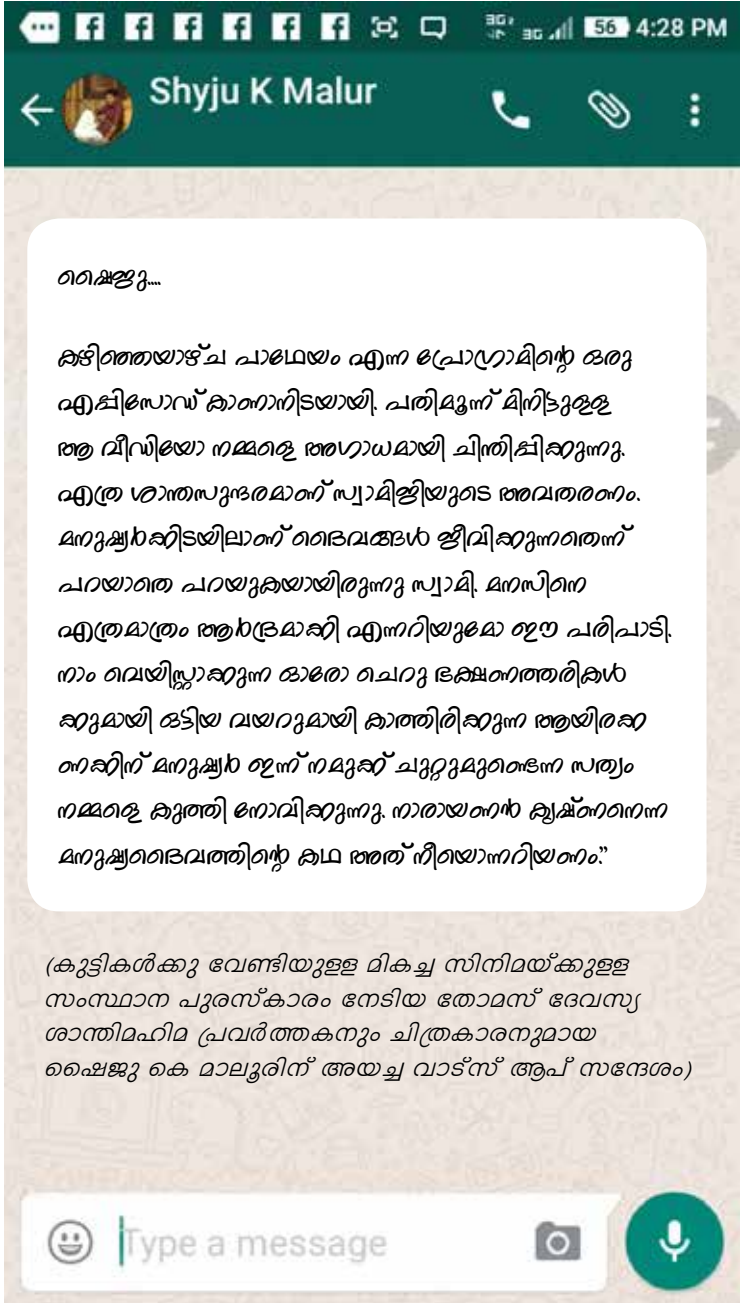 3G 3G 56 4:28 PM
Shyju K Malur
ഷൈജു....
കഴിഞ്ഞയാഴ്ച പാഥേയം എന്ന പ്രോഗ്രാമിന്റെ ഒരു
എപ്പിസോഡ് കാണാനിടയായി. പതിമൂന്ന് മിനിട്ടുള്ള
ആ വീഡിയോ നമ്മളെ അഗാധമായി ചിന്തിപ്പിക്കുന്നു.
എത്ര ശാന്തസുന്ദരമാണ് സ്വാമിജിയുടെ അവതരണം.
മനുഷ്യർക്കിടയിലാണ് ദൈവങ്ങൾ ജീവിക്കുന്നതെന്ന്
പറയാതെ പറയുകയായിരുന്നു സ്വാമി. മനസിനെ
എത്രമാത്രം ആർദ്രമാക്കി എന്നറിയുമോ ഈ പരിപാടി.
നാം വെയിസ്റ്റാക്കുന്ന ഓരോ ചെറു ഭക്ഷണത്തരികൾ
ക്കുമായി ഒട്ടിയ വയറുമായി കാത്തിരിക്കുന്ന ആയിരക്ക
ണക്കിന് മനുഷ്യർ ഇന്ന് നമുക്ക് ചുറ്റുമുണ്ടെന്ന സത്യം
നമ്മളെ കുത്തി നോവിക്കുന്നു. നാരായണൻ കൃഷ്ണനെന്ന
മനുഷ്യദൈവത്തിന്റെ കഥ അത് നീയൊന്നറിയണം.”
(കുട്ടികൾക്കു വേണ്ടിയുള്ള മികച്ച സിനിമയ്ക്കുള്ള
സംസ്ഥാന പുരസ്കാരം നേടിയ തോമസ് ദേവസ്യ
ശാന്തിമഹിമ പ്രവർത്തകനും ചിത്രകാരനുമായ
ഷൈജു കെ മാലൂരിന് അയച്ച വാട്സ് ആപ് സന്ദേശം)
Type a message